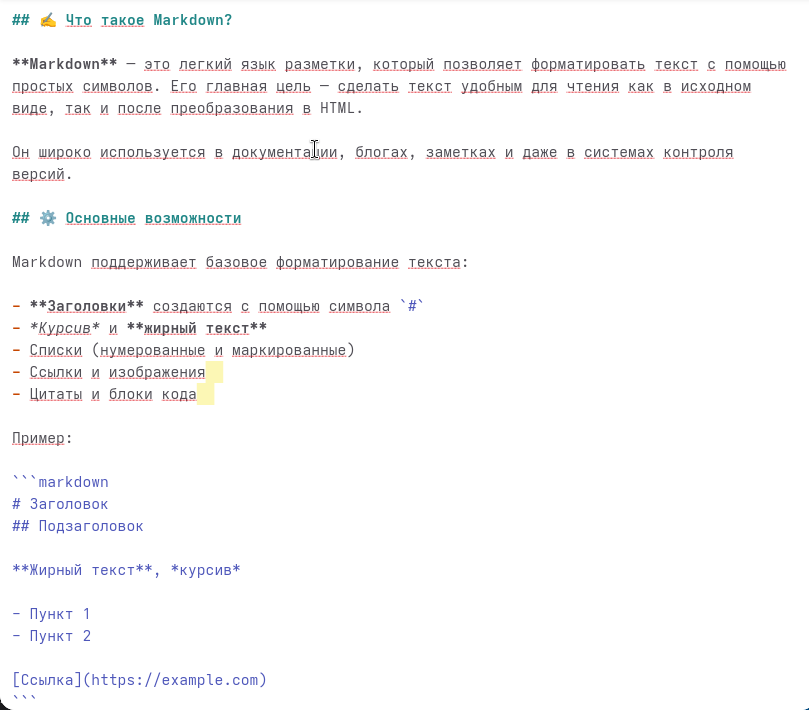 ## ✍️ Что такое Markdown?
**Markdown** — это легкий язык разметки, который позволяет форматировать текст с помощью
простых символов. Его главная цель — сделать текст удобным для чтения как в исходном
виде, так и после преобразования в HTML.
Он широко используется в документации, блогах, заметках и даже в системах контроля
версий.
## ⚙️ Основные возможности
Markdown поддерживает базовое форматирование текста:
- **Заголовки** создаются с помощью символа `#`
- *Курсив* и **жирный текст**
- Списки (нумерованные и маркированные)
- Ссылки и изображения
- Цитаты и блоки кода
Пример:
```markdown
# Заголовок
## Подзаголовок
**Жирный текст**, *курсив*
- Пункт 1
- Пункт 2
[Ссылка](https://example.com)
```